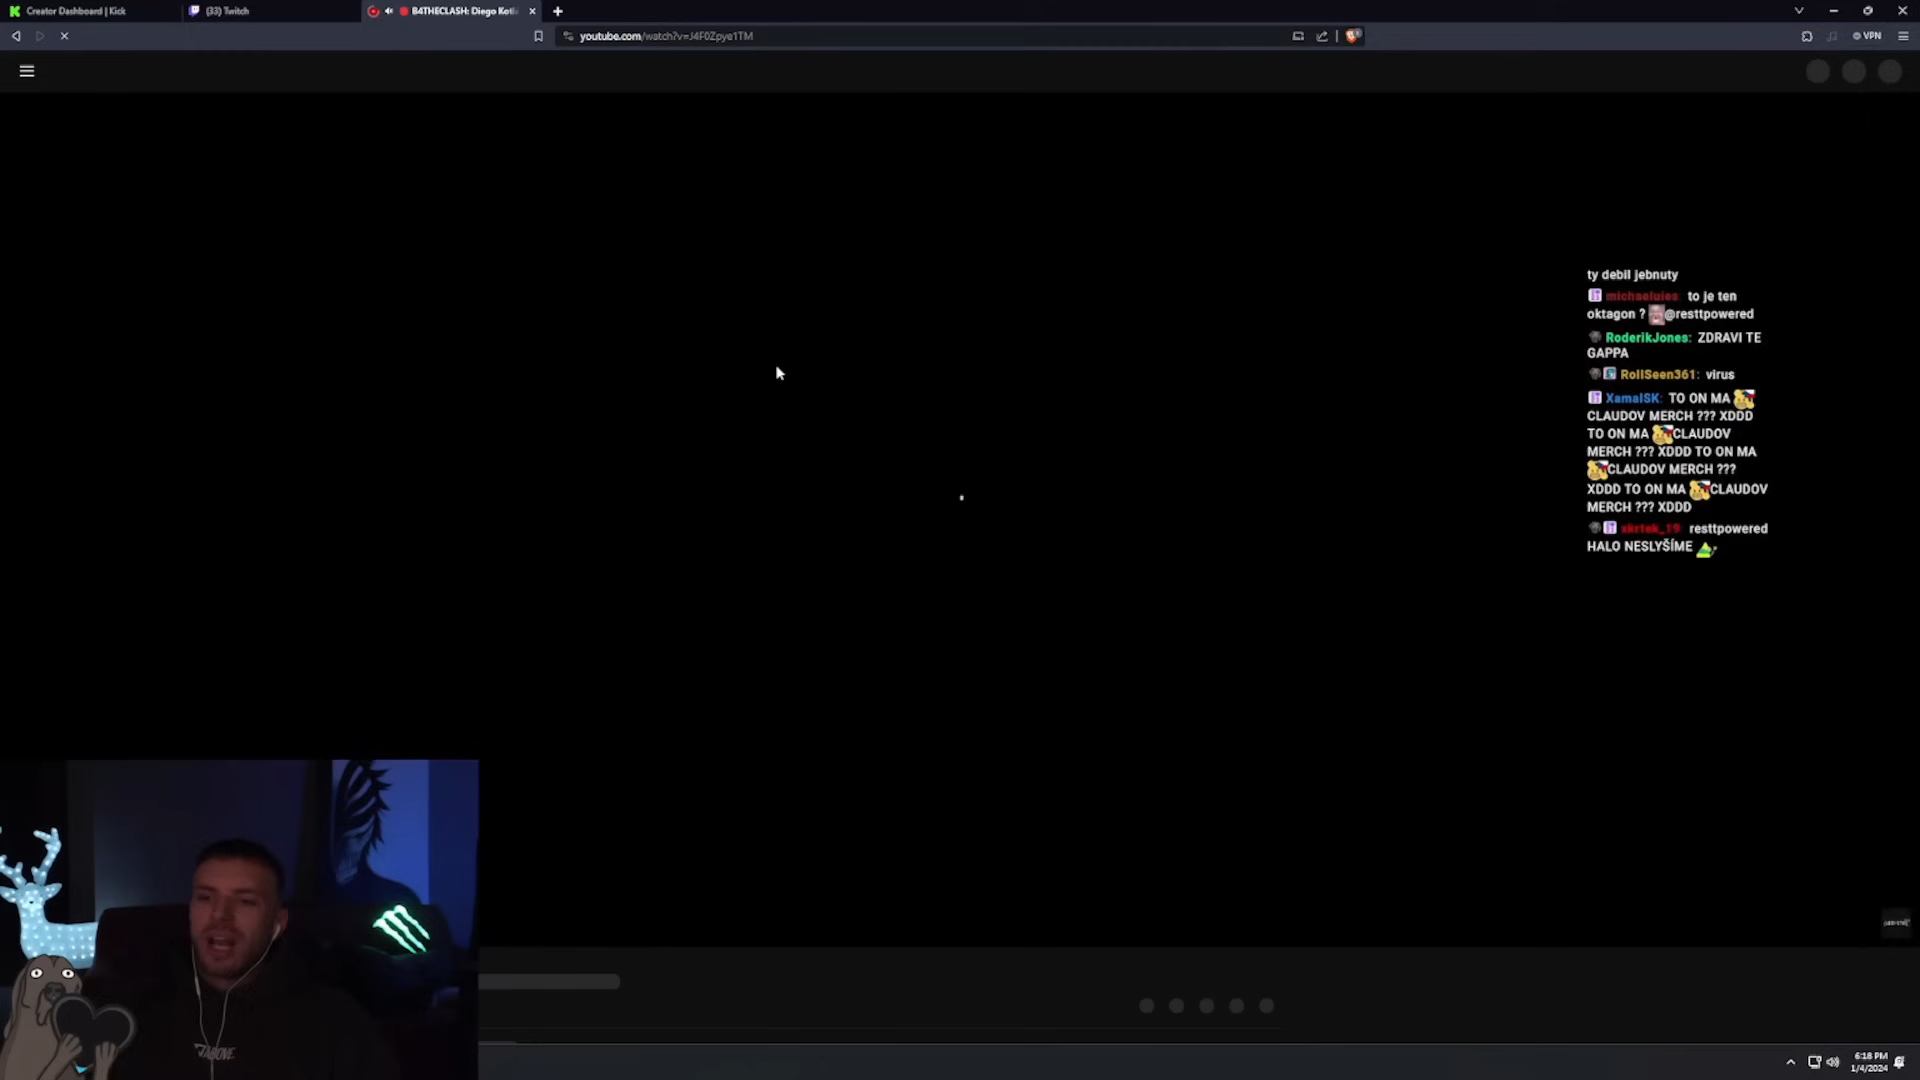 Creator Dashboard | Kick
(33) Twitch
B4THECLASH: Diego Kotl
youtube.com/watch?v=J4F0Zpye1TM
VPN
ty debil jebnuty
michaeluies to je ten
oktagon ? @resttpowered
RoderikJones: ZDRAVI TE
GAPPA
RollSeen361: virus
XamalSK: TO ON MA
CLAUDOV MERCH ??? XDDD
TO ON MA CLAUDOV
MERCH ??? XDDD TO ON MA
CLAUDOV MERCH ???
XDDD TO ON MA CLAUDOV
MERCH ??? XDDD
xkrtek_19 resttpowered
HALO NESLYŠÍME
6:18 PM
1/4/2024